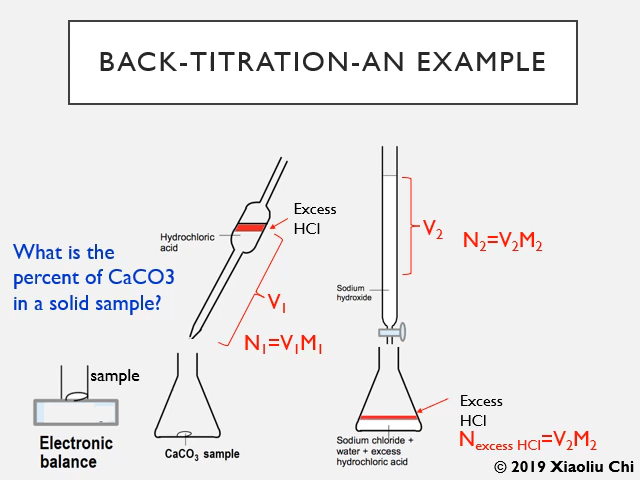 BACK-TITRATION-AN EXAMPLE
Excess
HCl
Hydrochloric
acid
What is the
percent of CaCO3
in a solid sample?
V₁
N₁=V₁M₁
V₂
N₂=V₂M₂
Sodium
hydroxide
sample
Electronic
balance
CaCO₃ sample
Excess
HCl
N excess HCl=V₂M₂
Sodium chloride +
water + excess
hydrochloric acid
© 2019 Xiaoliu Chi